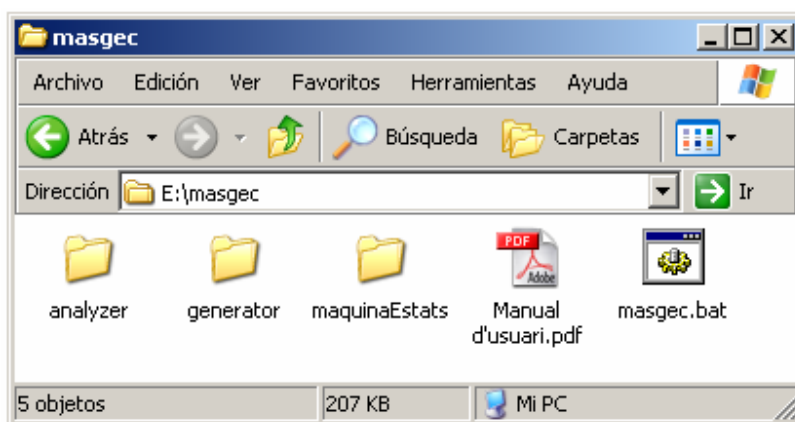 masgec
Archivo Edición Ver Favoritos Herramientas Ayuda
Atrás Búsqueda Carpetas
Dirección E:\masgec Ir
PDF
Adobe
analyzer generator maquinaEstats Manual masgec.bat
d'usuari.pdf
5 objetos 207 KB Mi PC